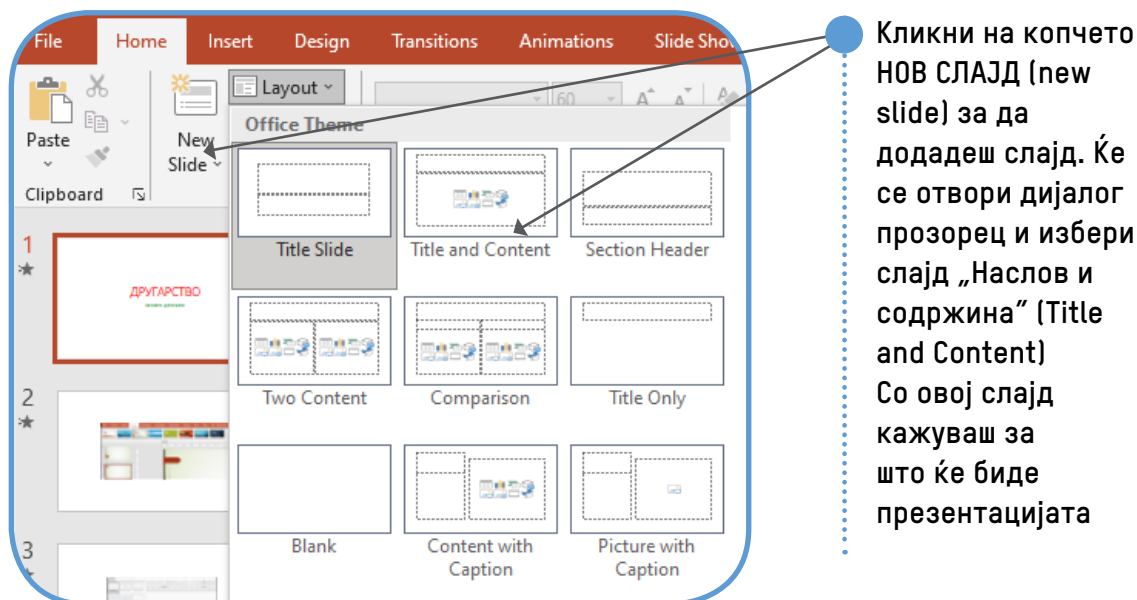 File Home Insert Design Transitions Animations Slide Show
Layout
60
Paste
New
Slide
Clipboard
Office Theme
Title Slide
Title and Content
Section Header
Two Content
Comparison
Title Only
Blank
Content with
Caption
Picture with
Caption
1
ДРУГАРСТВО
2
3
Кликни на копчето
НОВ СЛАЈД (new
slide) за да
додадеш слајд. Ќе
се отвори дијалог
прозорец и избери
слајд „Наслов и
содржина” (Title
and Content)
Со овој слајд
кажуваш за
што ќе биде
презентацијата